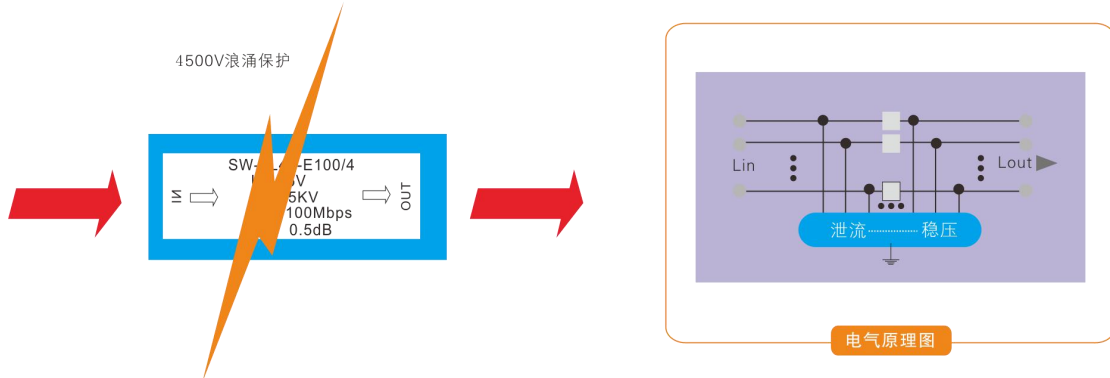 4500V浪涌保护
SW- -E100/4
V
5KV
100Mbps
0.5dB
IN
OUT
Lin
Lout
泄流 稳压
电气原理图